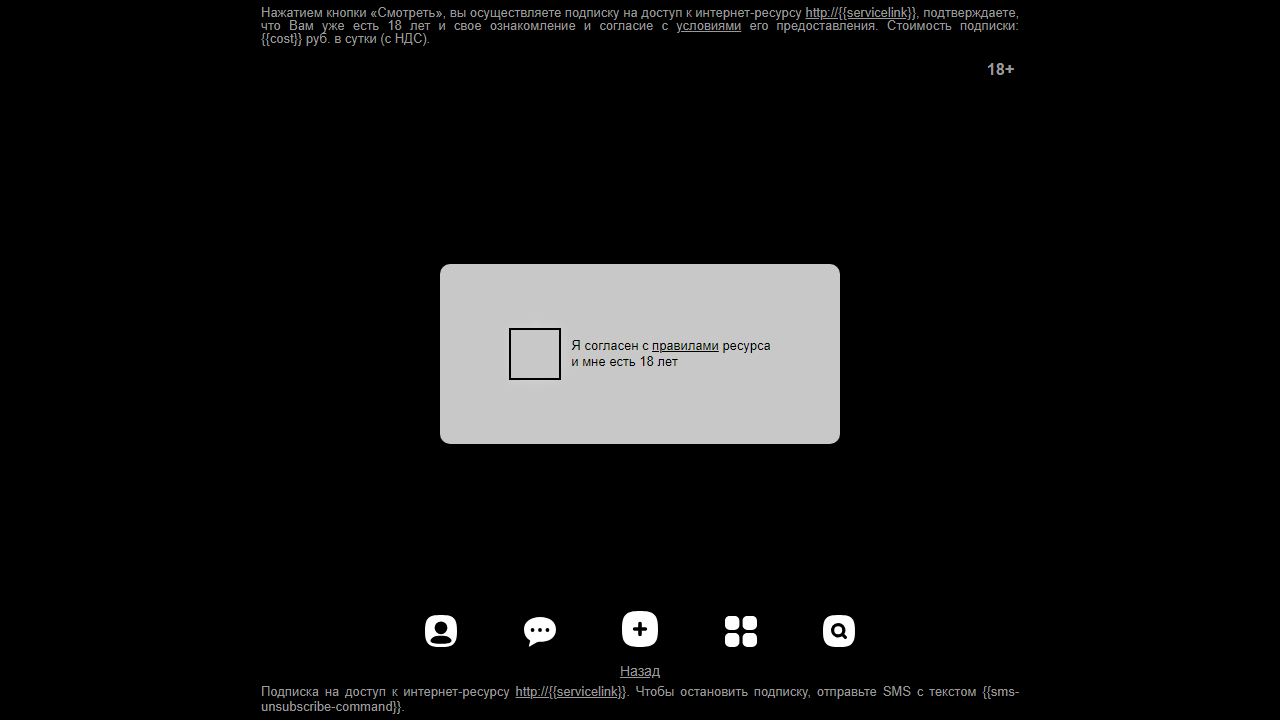 Нажатием кнопки «Смотреть», вы осуществляете подписку на доступ к интернет-ресурсу http://{{servicelink}}, подтверждаете,
что Вам уже есть 18 лет и свое ознакомление и согласие с условиями его предоставления. Стоимость подписки:
{{cost}} руб. в сутки (с НДС).
18+
Я согласен с правилами ресурса
и мне есть 18 лет
Назад
Подписка на доступ к интернет-ресурсу http://{{servicelink}}. Чтобы остановить подписку, отправьте SMS с текстом {{sms-
unsubscribe-command}}.